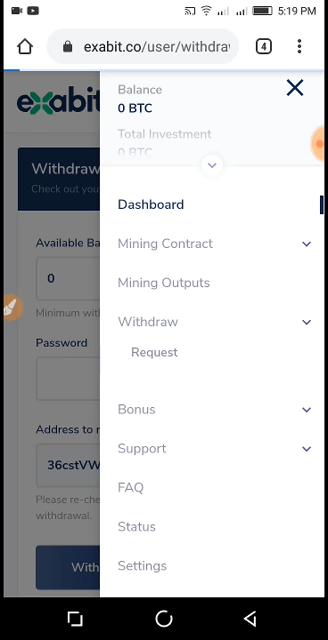 5:19 PM
exabit.co/user/withdra
4
exabit
Balance
0 BTC
Total Investment
0 BTC
Withdraw
Check out you
Dashboard
Available Ba
Mining Contract
0
Mining Outputs
Minimum with
Withdraw
Password
Request
Bonus
Address to r
Support
36cstVW
FAQ
Please re-che
withdrawal.
Status
With
Settings